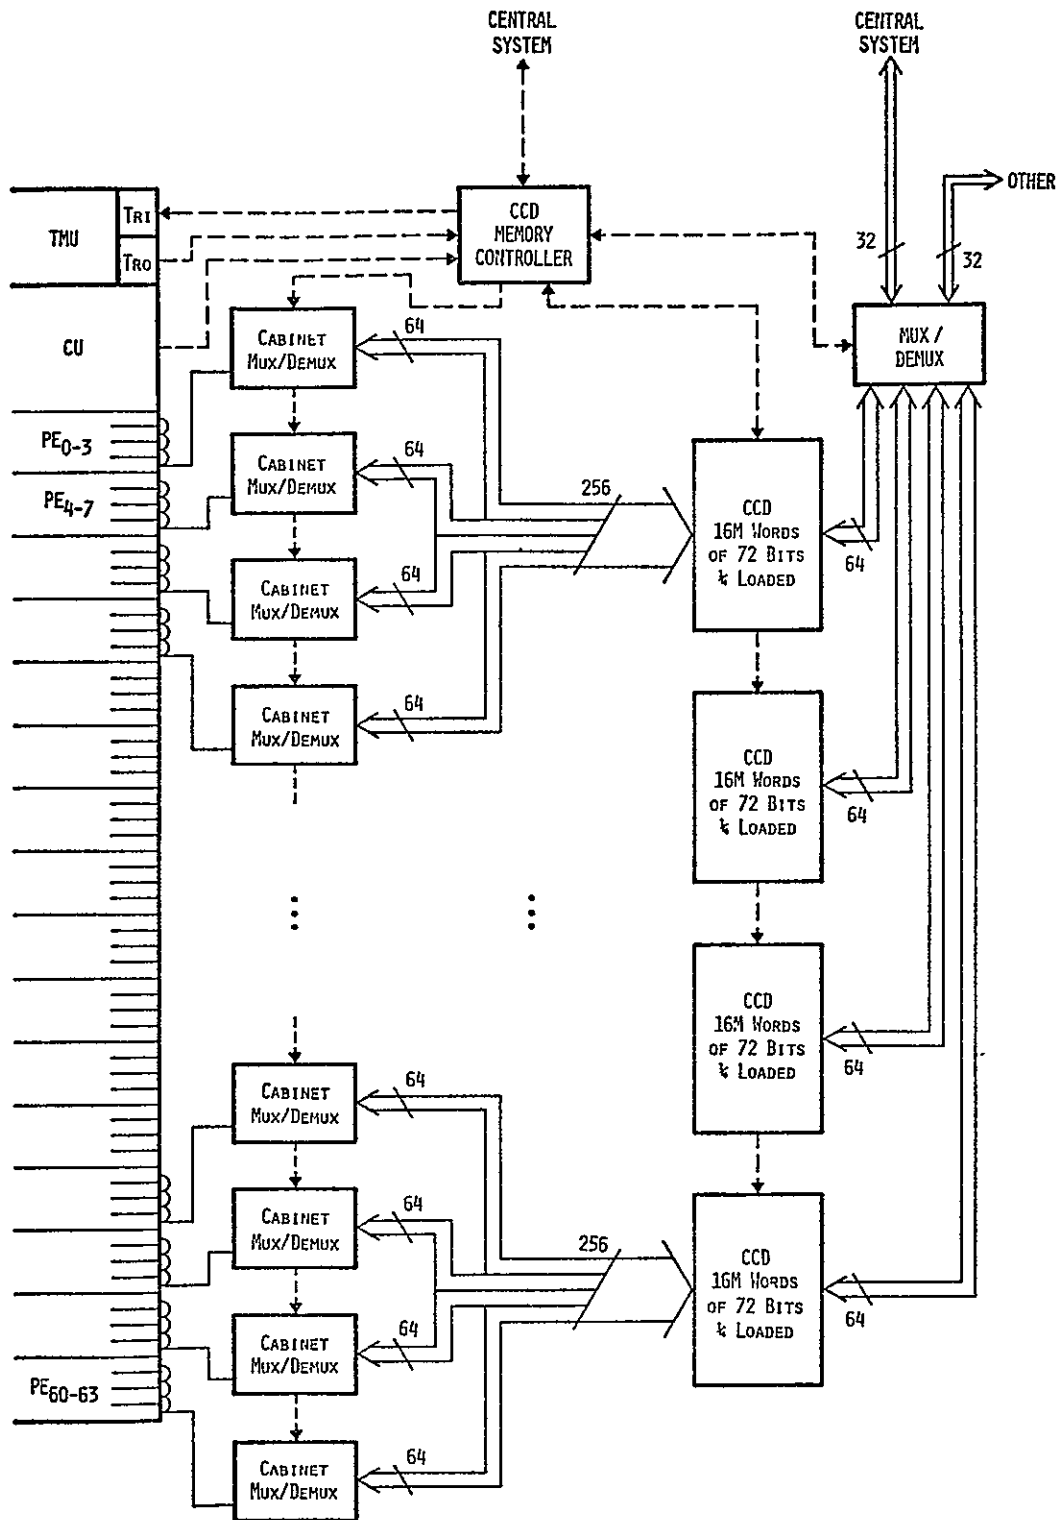 CENTRAL
SYSTEM
CENTRAL
SYSTEM
OTHER
TMU
TRI
TRO
CCD
MEMORY
CONTROLLER
32
32
CU
CABINET
MUX/DEMUX
64
MUX/
DEMUX
PE0-3
CABINET
MUX/DEMUX
64
PE4-7
256
CCD
16M WORDS
OF 72 BITS
¼ LOADED
64
CABINET
MUX/DEMUX
64
CABINET
MUX/DEMUX
64
CCD
16M WORDS
OF 72 BITS
¼ LOADED
64
CCD
16M WORDS
OF 72 BITS
¼ LOADED
64
CABINET
MUX/DEMUX
64
CABINET
MUX/DEMUX
64
256
CCD
16M WORDS
OF 72 BITS
¼ LOADED
64
CABINET
MUX/DEMUX
64
PE60-63
CABINET
MUX/DEMUX
64